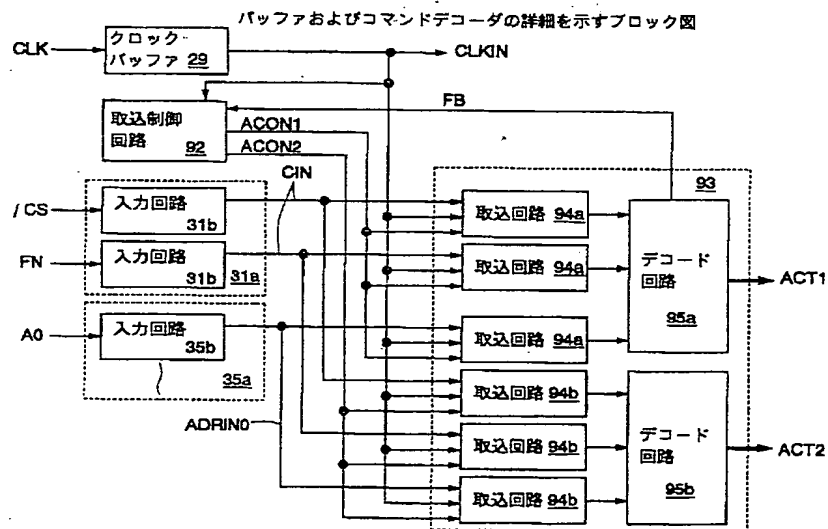 バッファおよびコマンドデコーダの詳細を示すブロック図
CLK
クロック
バッファ 29
CLKIN
FB
取込制御
回路 92
ACON1
ACON2
CIN
93
/CS
入力回路
31b
FN
入力回路
31b
31a
A0
入力回路
35b
35a
ADRIN0
取込回路 94a
取込回路 94a
取込回路 94a
デコード
回路
95a
ACT1
取込回路 94b
取込回路 94b
取込回路 94b
デコード
回路
95b
ACT2